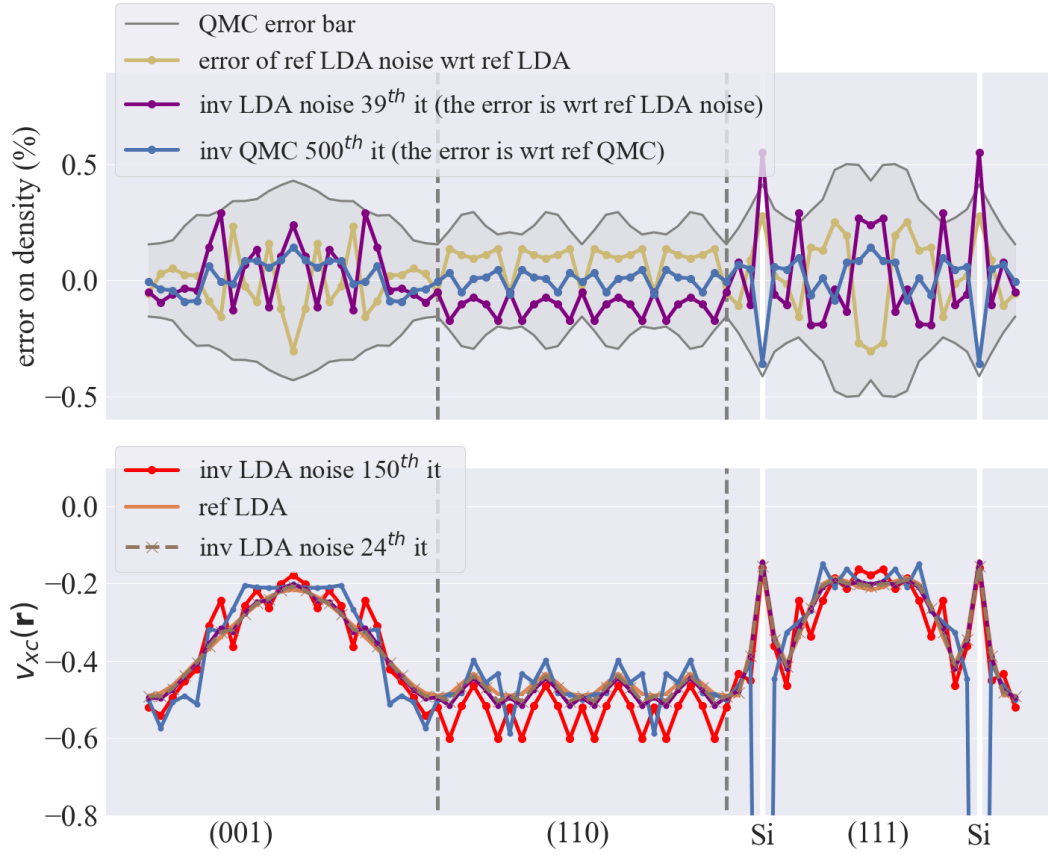 QMC error bar
error of ref LDA noise wrt ref LDA
inv LDA noise 39th it (the error is wrt ref LDA noise)
inv QMC 500th it (the error is wrt ref QMC)
error on density (%)
0.5
0.0
−0.5
inv LDA noise 150th it
ref LDA
inv LDA noise 24th it
vxc(r)
0.0
−0.2
−0.4
−0.6
−0.8
(001)
(110)
Si
(111)
Si